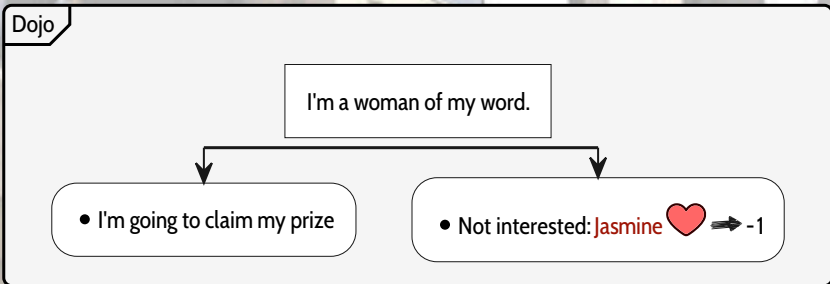 Dojo
I'm a woman of my word.
• I'm going to claim my prize
• Not interested: Jasmine ❤ → -1